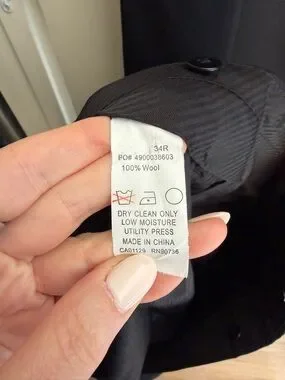 34R
PO# 4900038603
100% Wool
DRY CLEAN ONLY
LOW MOISTURE
UTILITY PRESS
MADE IN CHINA
CA01129 RN90736